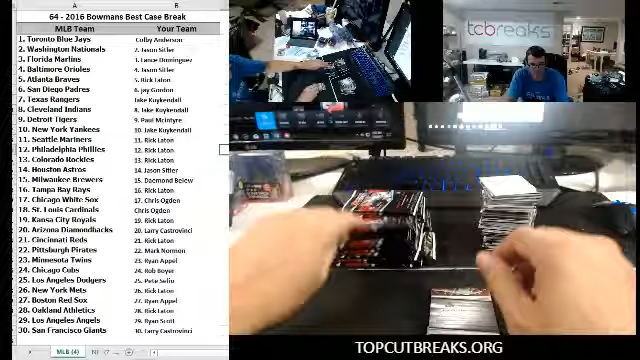 64 - 2016 Bowmans Best Case Break
A B
MLB Team Your Team
1. Toronto Blue Jays Colby Anderson
2. Washington Nationals 2. Jason Sitler
3. Florida Marlins 3. Lance Dominguez
4. Baltimore Orioles 4. Jason Sitler
5. Atlanta Braves 5. Rick Laton
6. San Diego Padres 6. Jay Gordon
7. Texas Rangers Jake Kuykendall
8. Cleveland Indians 8. Jake Kuykendall
9. Detroit Tigers 9. Paul McIntyre
10. New York Yankees 10. Jake Kuykendall
11. Seattle Mariners 11. Rick Laton
12. Philadelphia Phillies 12. Rick Laton
13. Colorado Rockies 13. Rick Laton
14. Houston Astros 14. Jason Sitler
15. Milwaukee Brewers 15. Daemond Below
16. Tampa Bay Rays 16. Rick Laton
17. Chicago White Sox 17. Chris Ogden
18. St. Louis Cardinals Chris Ogden
19. Kansa City Royals 19. Rick Laton
20. Arizona Diamondbacks 20. Larry Castrovinci
21. Cincinnati Reds 21. Rick Laton
22. Pittsburgh Pirates 22. Mark Normon
23. Minnesota Twins 23. Ryan Appel
24. Chicago Cubs 24. Rob Boyer
25. Los Angeles Dodgers 25. Pete Selio
26. New York Mets 26. Rick Laton
27. Boston Red Sox 27. Ryan Appel
28. Oakland Athletics 28. Rick Laton
29. Los Angeles Angels 29. Ryan Scott
30. San Francisco Giants 30. Larry Castrovinci
MLB (4)
tcbreaks
TOPCUTBREAKS.ORG